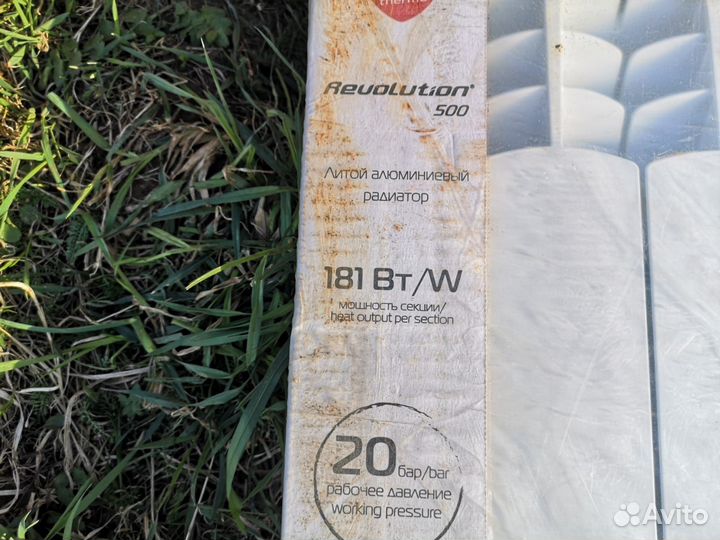 thermo
Revolution®
500
Литой алюминиевый
радиатор
181 Вт/W
мощность секции/
heat output per section
20 бар/bar
рабочее давление
working pressure
Avito